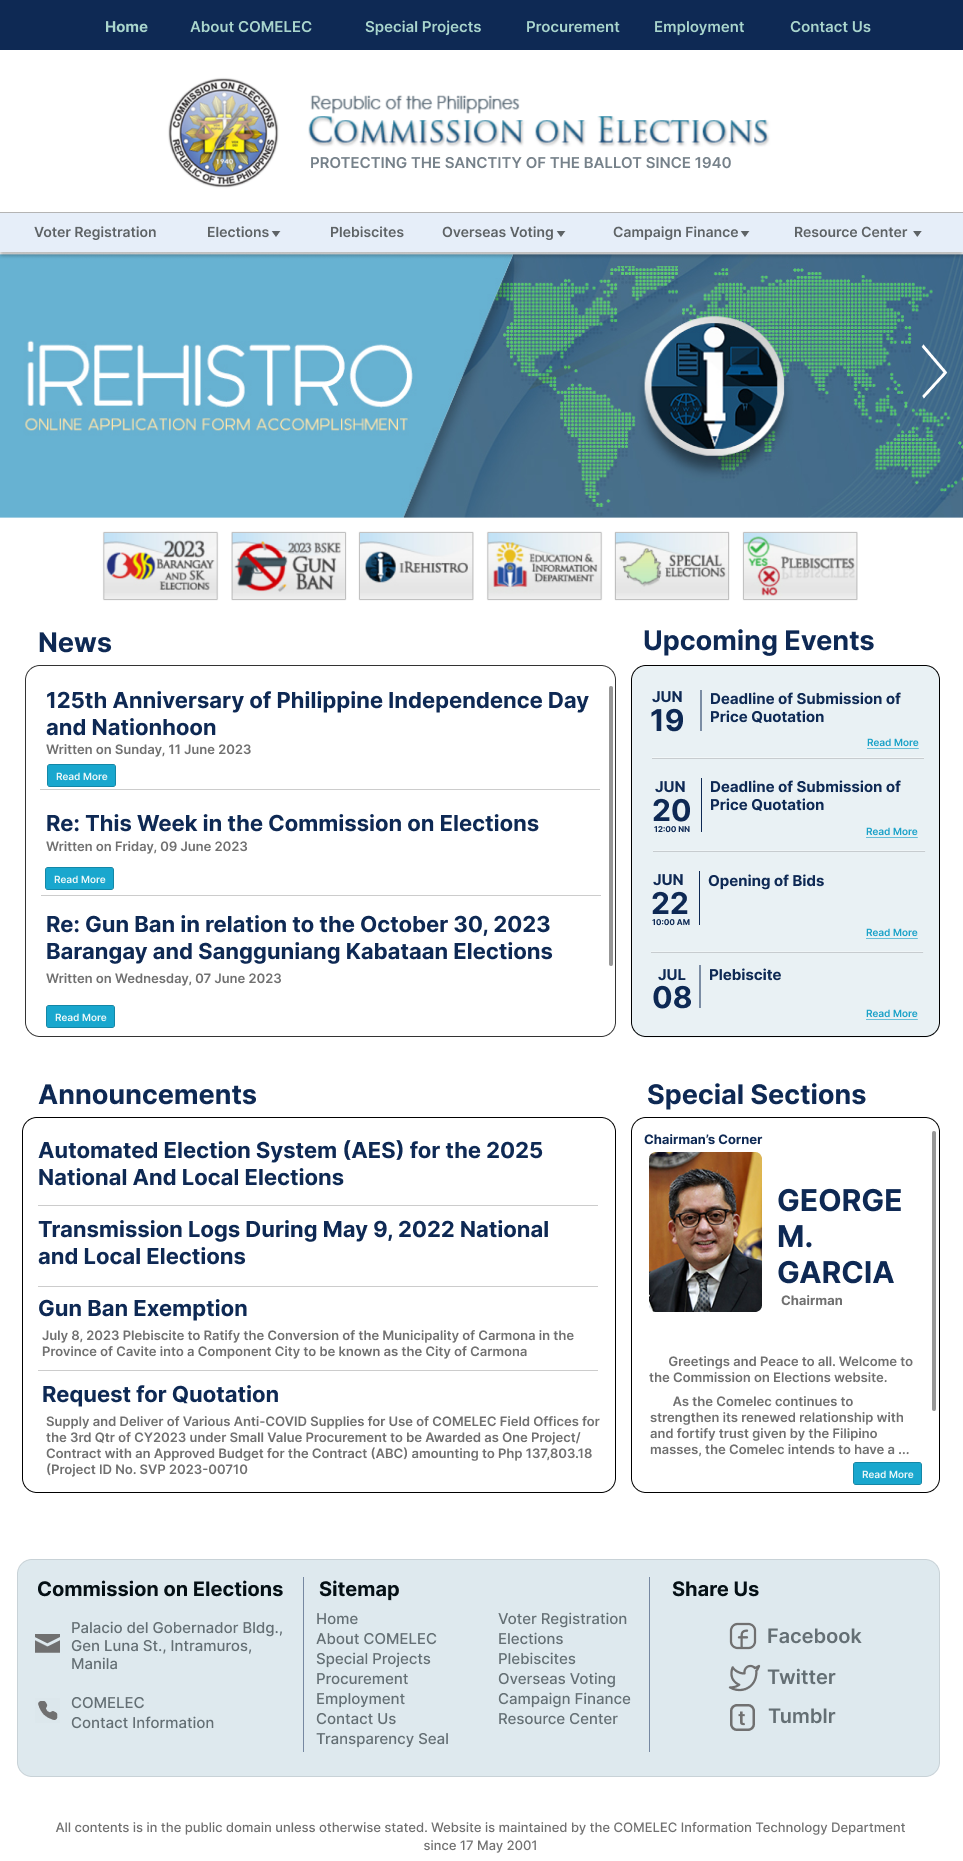 Home About COMELEC Special Projects Procurement Employment Contact Us
COMMISSION ON ELECTIONS
REPUBLIC OF THE PHILIPPINES
1940
Republic of the Philippines
COMMISSION ON ELECTIONS
PROTECTING THE SANCTITY OF THE BALLOT SINCE 1940
Voter Registration Elections Plebiscites Overseas Voting Campaign Finance Resource Center
iREHISTRO
ONLINE APPLICATION FORM ACCOMPLISHMENT
2023
BARANGAY
AND SK
ELECTIONS
2023 BSKE
GUN
BAN
iREHISTRO
EDUCATION &
INFORMATION
DEPARTMENT
SPECIAL
ELECTIONS
YES
NO
PLEBISCITES
News
125th Anniversary of Philippine Independence Day
and Nationhoon
Written on Sunday, 11 June 2023
Read More
Re: This Week in the Commission on Elections
Written on Friday, 09 June 2023
Read More
Re: Gun Ban in relation to the October 30, 2023
Barangay and Sangguniang Kabataan Elections
Written on Wednesday, 07 June 2023
Read More
Upcoming Events
JUN
19
Deadline of Submission of
Price Quotation
Read More
JUN
20
12:00 NN
Deadline of Submission of
Price Quotation
Read More
JUN
22
10:00 AM
Opening of Bids
Read More
JUL
08
Plebiscite
Read More
Announcements
Automated Election System (AES) for the 2025
National And Local Elections
Transmission Logs During May 9, 2022 National
and Local Elections
Gun Ban Exemption
July 8, 2023 Plebiscite to Ratify the Conversion of the Municipality of Carmona in the
Province of Cavite into a Component City to be known as the City of Carmona
Request for Quotation
Supply and Deliver of Various Anti-COVID Supplies for Use of COMELEC Field Offices for
the 3rd Qtr of CY2023 under Small Value Procurement to be Awarded as One Project/
Contract with an Approved Budget for the Contract (ABC) amounting to Php 137,803.18
(Project ID No. SVP 2023-00710
Special Sections
Chairman's Corner
GEORGE
M.
GARCIA
Chairman
Greetings and Peace to all. Welcome to
the Commission on Elections website.
As the Comelec continues to
strengthen its renewed relationship with
and fortify trust given by the Filipino
masses, the Comelec intends to have a ...
Read More
Commission on Elections
Palacio del Gobernador Bldg.,
Gen Luna St., Intramuros,
Manila
COMELEC
Contact Information
Sitemap
Home
About COMELEC
Special Projects
Procurement
Employment
Contact Us
Transparency Seal
Voter Registration
Elections
Plebiscites
Overseas Voting
Campaign Finance
Resource Center
Share Us
Facebook
Twitter
Tumblr
All contents is in the public domain unless otherwise stated. Website is maintained by the COMELEC Information Technology Department
since 17 May 2001